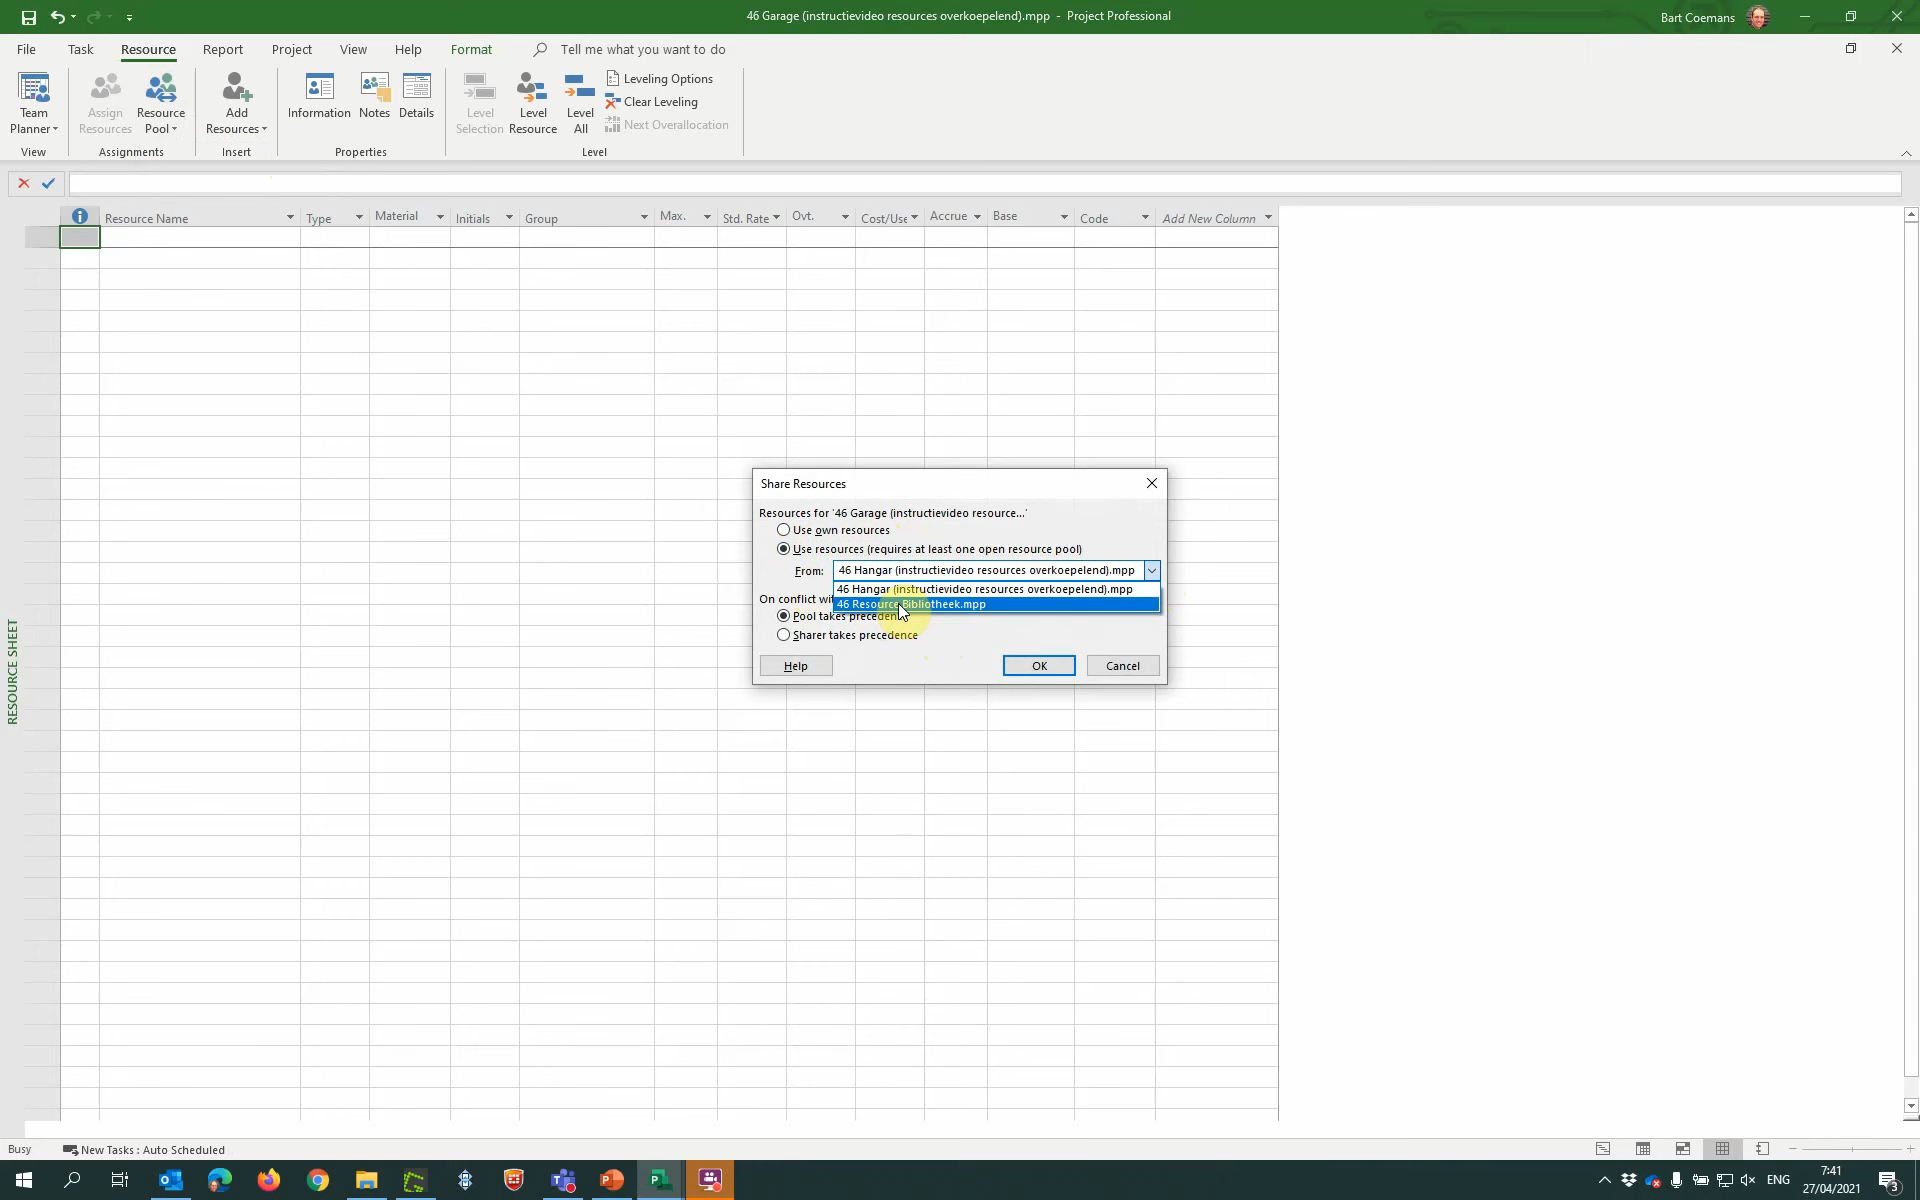 46 Garage (instructievideo resources overkoepelend).mpp - Project Professional
Bart Coemans
File Task Resource Report Project View Help Format Tell me what you want to do
Team Planner
Assign Resources
Resource Pool
Add Resources
Information
Notes
Details
Level Selection
Level Resource
Level All
Leveling Options
Clear Leveling
Next Overallocation
View Assignments Insert Properties Level
Resource Name Type Material Initials Group Max. Std. Rate Ovt. Cost/Use Accrue Base Code Add New Column
RESOURCE SHEET
Share Resources
Resources for '46 Garage (instructievideo resource...'
Use own resources
Use resources (requires at least one open resource pool)
From: 46 Hangar (instructievideo resources overkoepelend).mpp
46 Hangar (instructievideo resources overkoepelend).mpp
46 Resource Bibliotheek.mpp
On conflict wi
Pool takes precedence
Sharer takes precedence
Help OK Cancel
Busy New Tasks : Auto Scheduled
ENG
7:41
27/04/2021
3